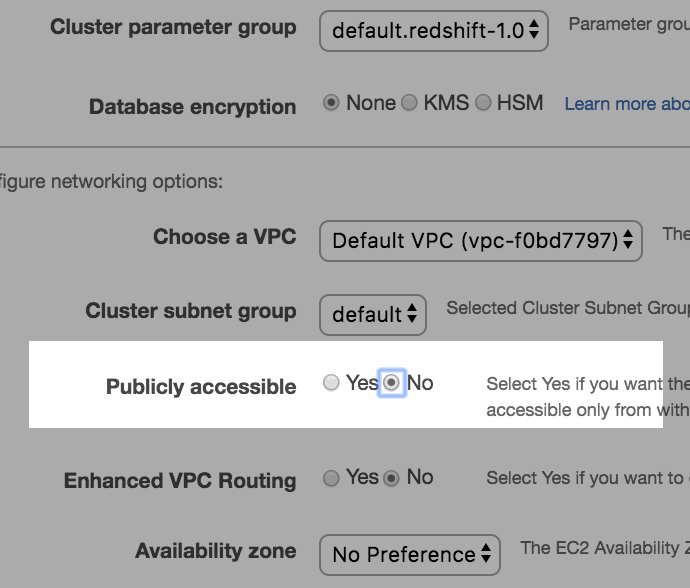 Cluster parameter group default.redshift-1.0 Parameter grou
Database encryption None KMS HSM Learn more abo
figure networking options:
Choose a VPC Default VPC (vpc-f0bd7797) The
Cluster subnet group default Selected Cluster Subnet Group
Publicly accessible Yes No Select Yes if you want the
accessible only from with
Enhanced VPC Routing Yes No Select Yes if you want to
Availability zone No Preference The EC2 Availability Z